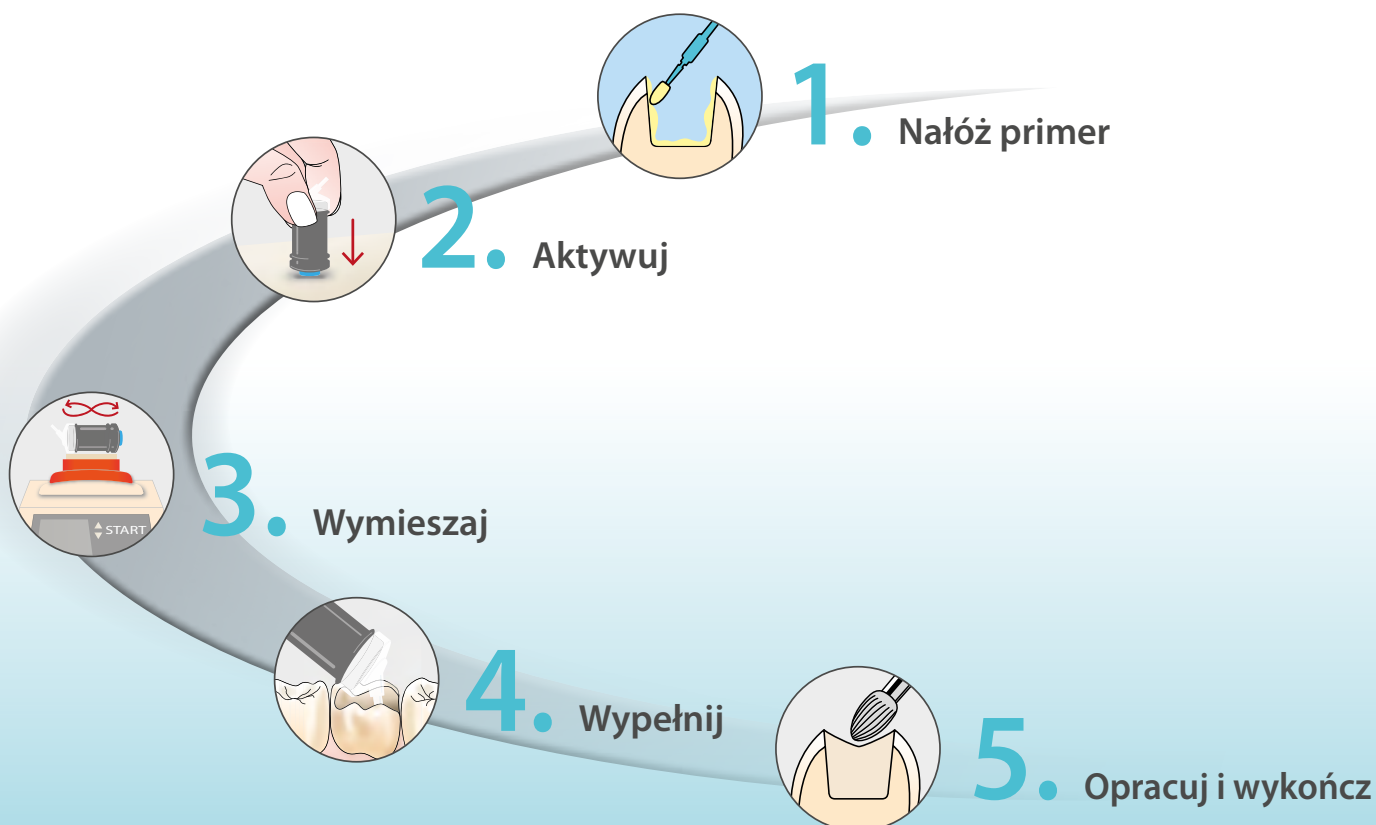 1. Nałóż primer
2. Aktywuj
START
3. Wymieszaj
4. Wypełnij
5. Opracuj i wykończ